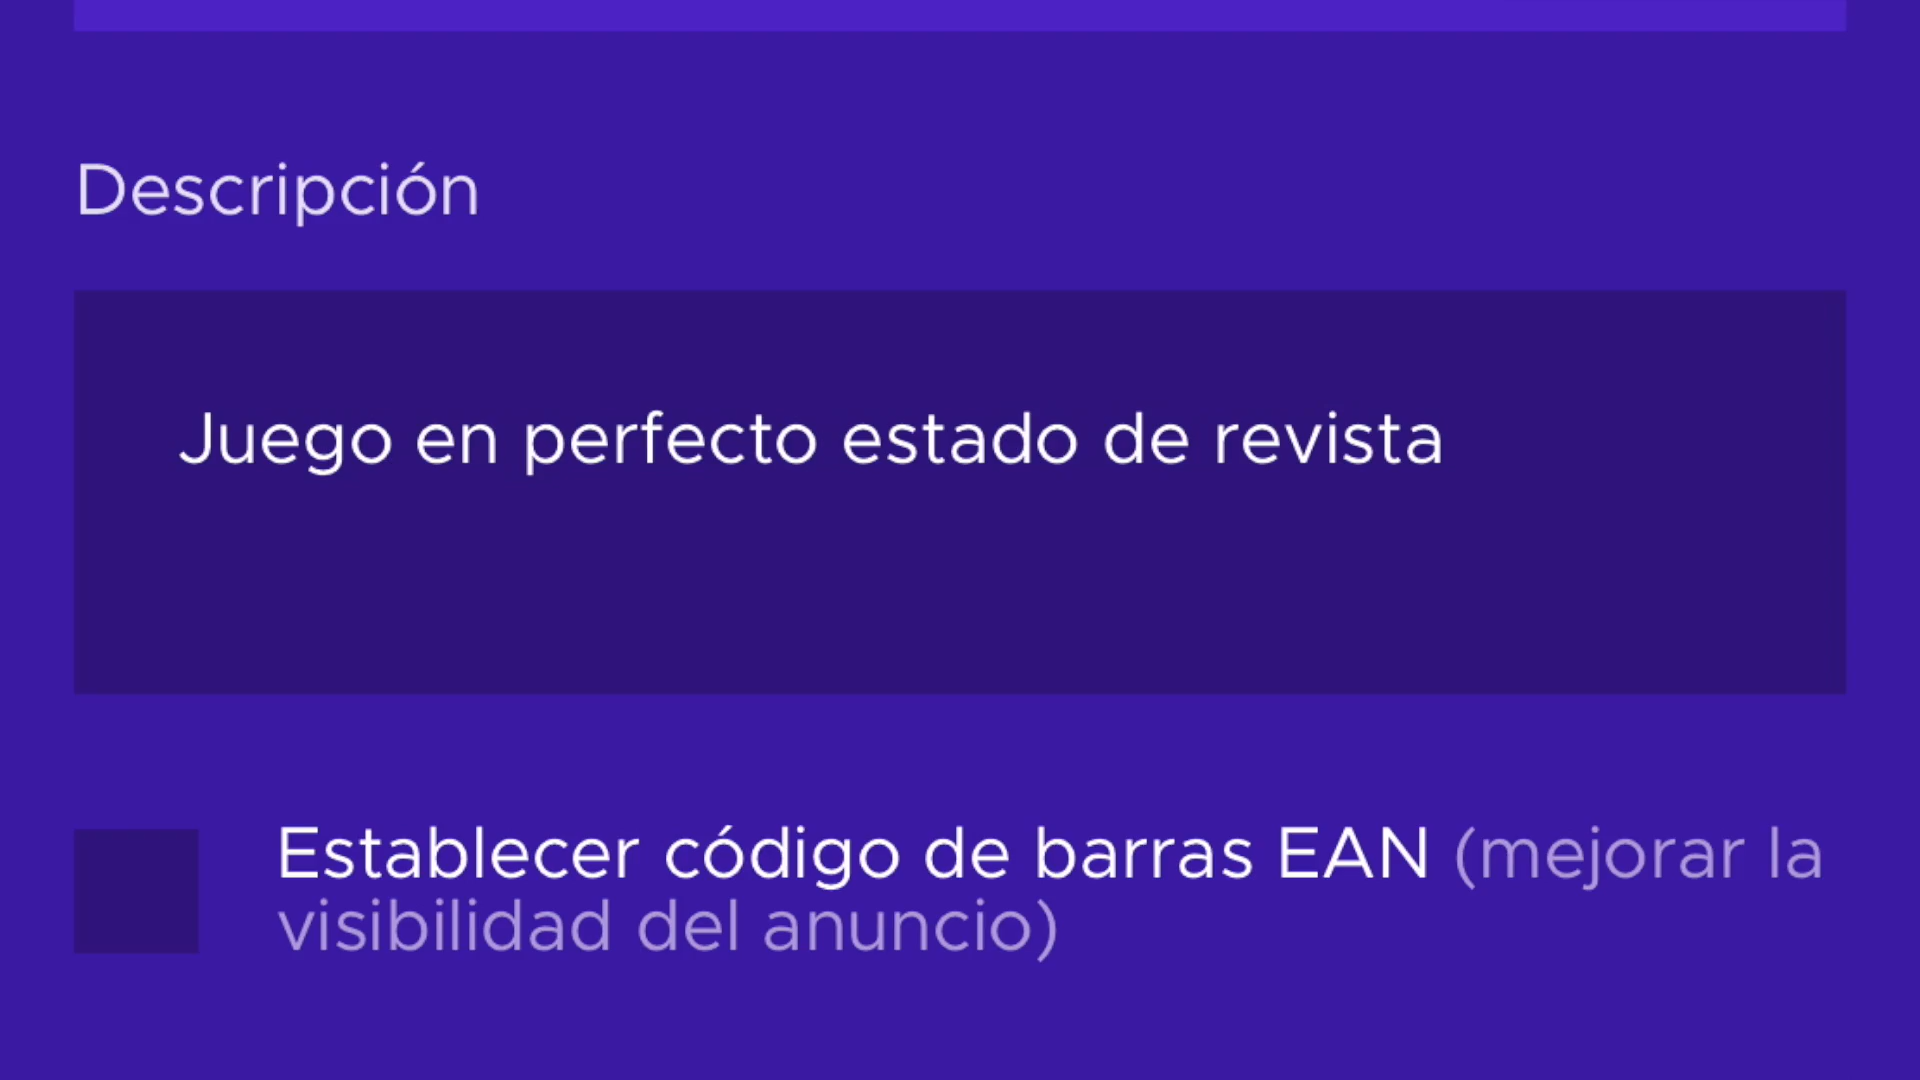 Descripción
Juego en perfecto estado de revista
Establecer código de barras EAN (mejorar la
visibilidad del anuncio)